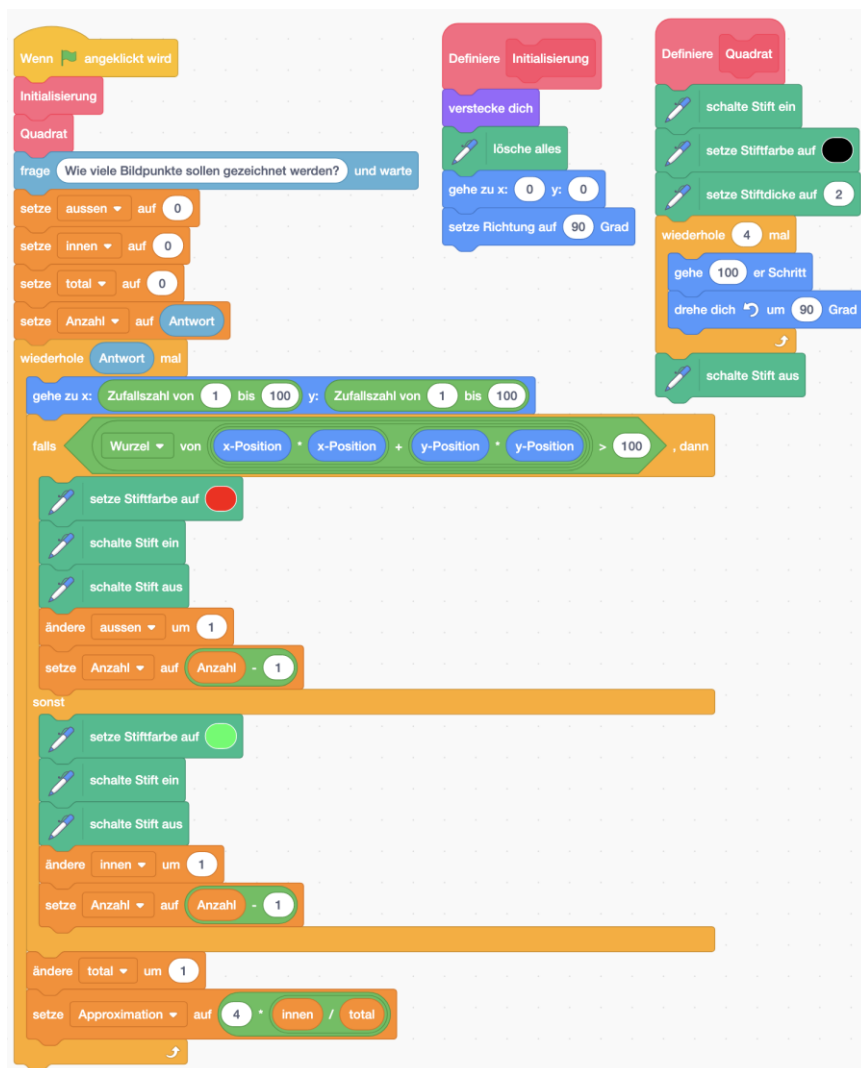 Wenn angeklickt wird
Initialisierung
Quadrat
frage Wie viele Bildpunkte sollen gezeichnet werden? und warte
setze aussen auf 0
setze innen auf 0
setze total auf 0
setze Anzahl auf Antwort
wiederhole Antwort mal
gehe zu x: Zufallszahl von 1 bis 100 y: Zufallszahl von 1 bis 100
falls Wurzel von x-Position * x-Position + y-Position * y-Position > 100 , dann
setze Stiftfarbe auf
schalte Stift ein
schalte Stift aus
ändere aussen um 1
setze Anzahl auf Anzahl - 1
sonst
setze Stiftfarbe auf
schalte Stift ein
schalte Stift aus
ändere innen um 1
setze Anzahl auf Anzahl - 1
ändere total um 1
setze Approximation auf 4 * innen / total
Definiere Initialisierung
verstecke dich
lösche alles
gehe zu x: 0 y: 0
setze Richtung auf 90 Grad
Definiere Quadrat
schalte Stift ein
setze Stiftfarbe auf
setze Stiftdicke auf 2
wiederhole 4 mal
gehe 100 er Schritt
drehe dich um 90 Grad
schalte Stift aus